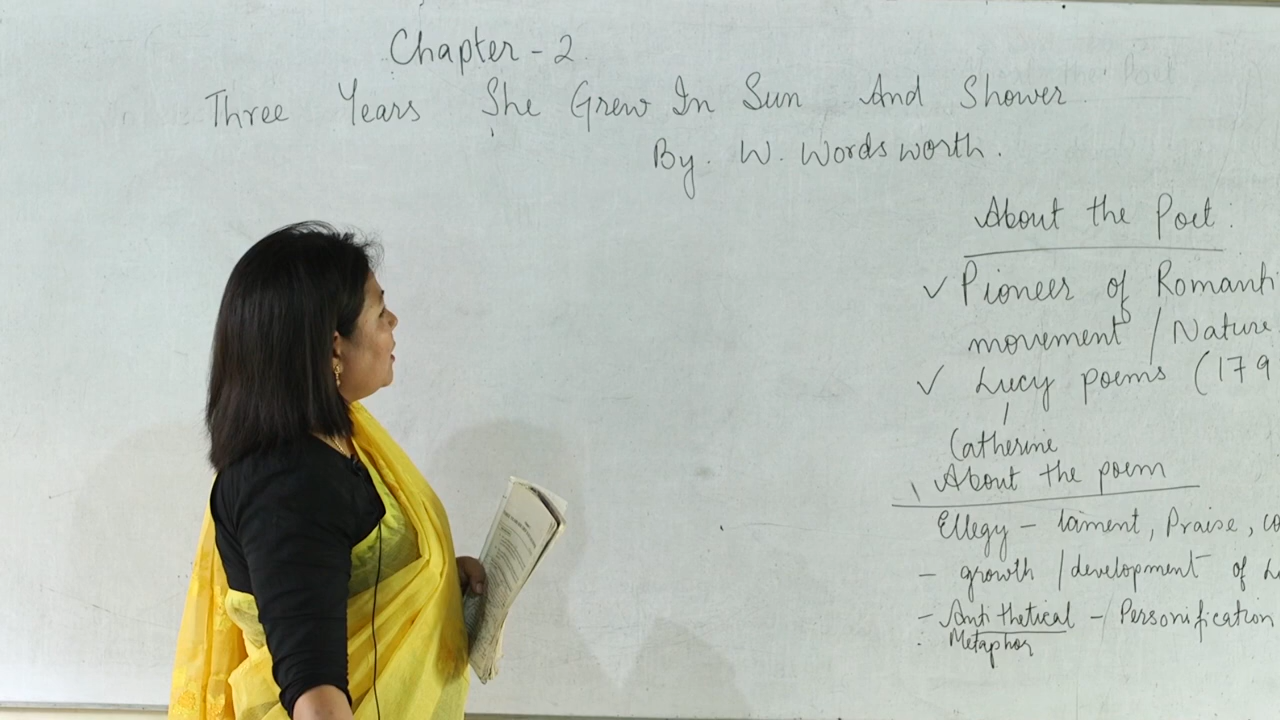 Chapter - 2
Three Years She Grew In Sun And Shower
By. W. Wordsworth.
About the Poet:
✓ Pioneer of Romanti
movement / Nature
✓ Lucy poems (179
Catherine
About the poem
Ellegy - lament, Praise, co
- growth / development of L
- Antithetical - Personification
Metaphor